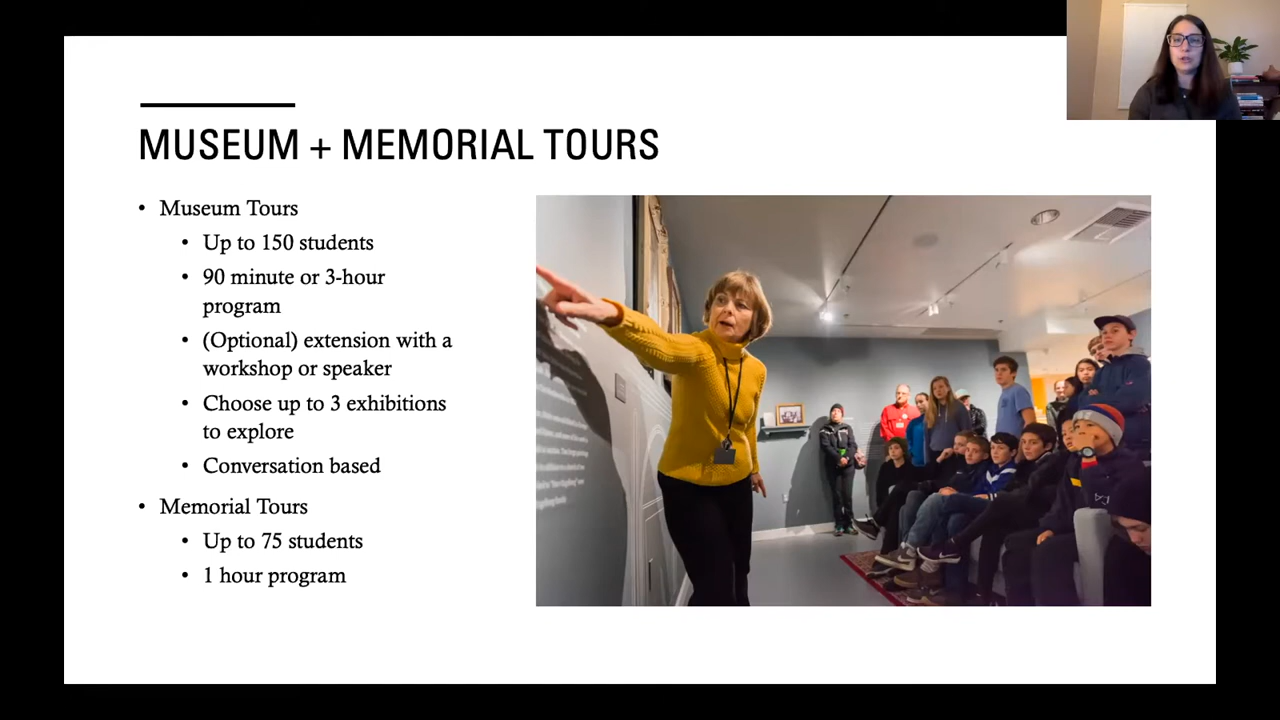 MUSEUM + MEMORIAL TOURS
• Museum Tours
• Up to 150 students
• 90 minute or 3-hour
program
• (Optional) extension with a
workshop or speaker
• Choose up to 3 exhibitions
to explore
• Conversation based
• Memorial Tours
• Up to 75 students
• 1 hour program